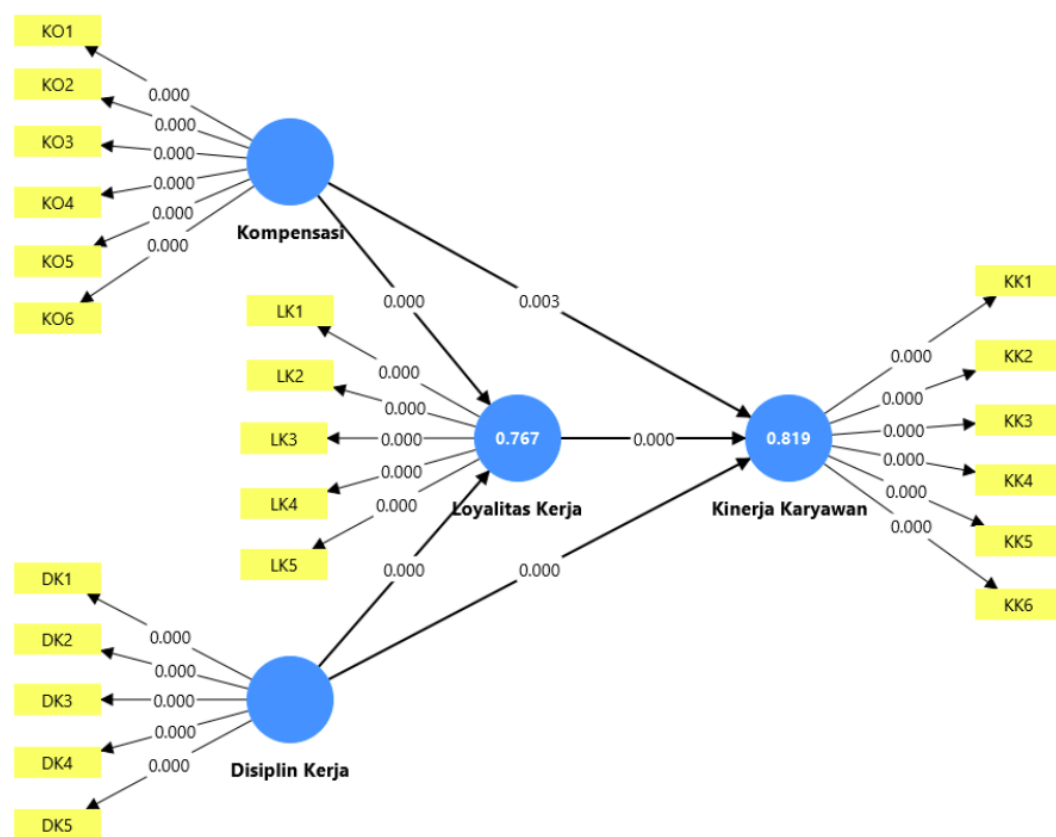 KO1
0.000
KO2
0.000
KO3
0.000
KO4
0.000
KO5
0.000
KO6
0.000
Kompensasi
0.000
0.003
LK1
0.000
LK2
0.000
LK3
0.000
LK4
0.000
LK5
0.000
0.767
Loyalitas Kerja
0.000
KK1
0.000
KK2
0.000
KK3
0.000
KK4
0.000
KK5
0.000
KK6
0.000
0.819
Kinerja Karyawan
0.000
0.000
DK1
0.000
DK2
0.000
DK3
0.000
DK4
0.000
DK5
0.000
Disiplin Kerja